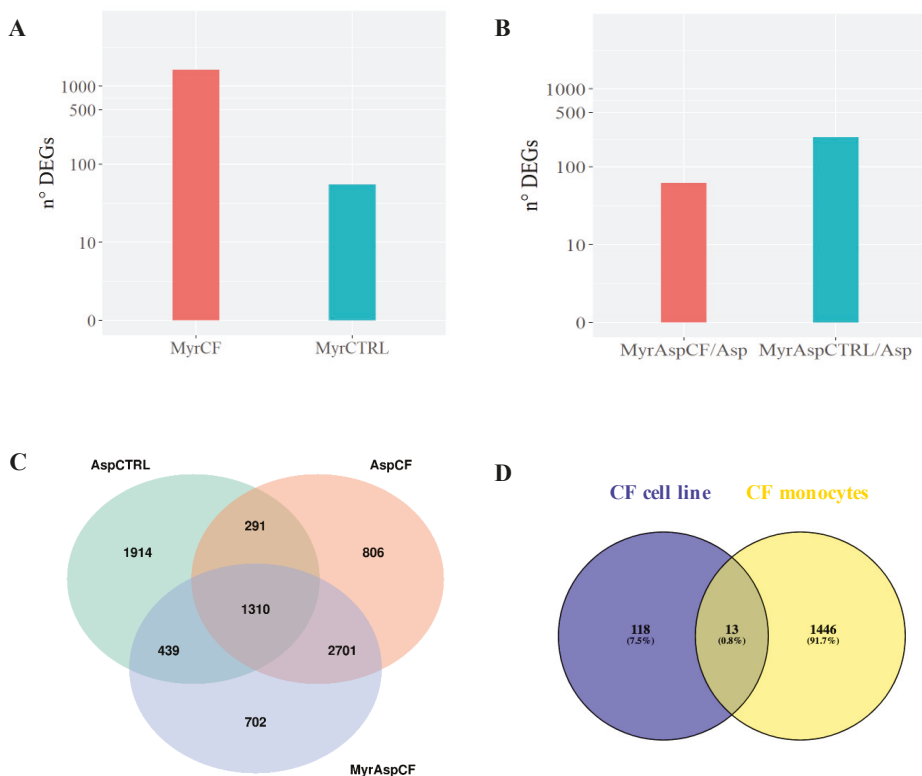 A
n° DEGs
1000
500
100
10
0
MyrCF
MyrCTRL
B
n° DEGs
1000
500
100
10
0
MyrAspCF/Asp
MyrAspCTRL/Asp
C
AspCTRL
AspCF
291
1914
806
1310
439
2701
702
MyrAspCF
D
CF cell line
CF monocytes
118
(7.5%)
13
(0.8%)
1446
(91.7%)